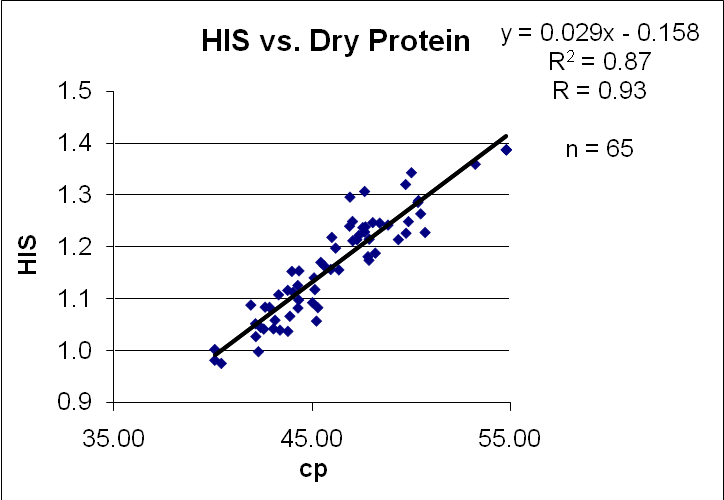 HIS vs. Dry Protein
y = 0.029x - 0.158
R² = 0.87
R = 0.93
n = 65
1.5
1.4
1.3
1.2
1.1
1.0
0.9
HIS
35.00 45.00 55.00
cp